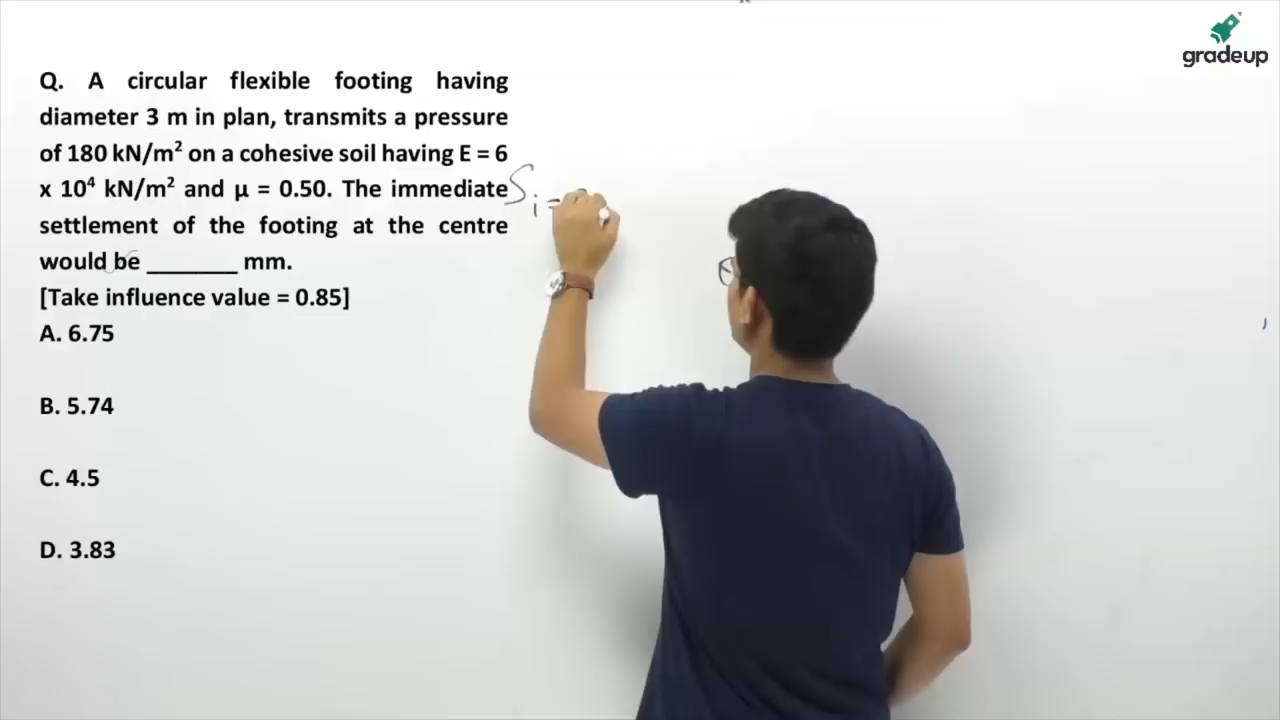 gradeup
Q. A circular flexible footing having
diameter 3 m in plan, transmits a pressure
of 180 kN/m² on a cohesive soil having E = 6
x 10⁴ kN/m² and μ = 0.50. The immediate
settlement of the footing at the centre
would be _______ mm.
[Take influence value = 0.85]
A. 6.75
B. 5.74
C. 4.5
D. 3.83
Si =